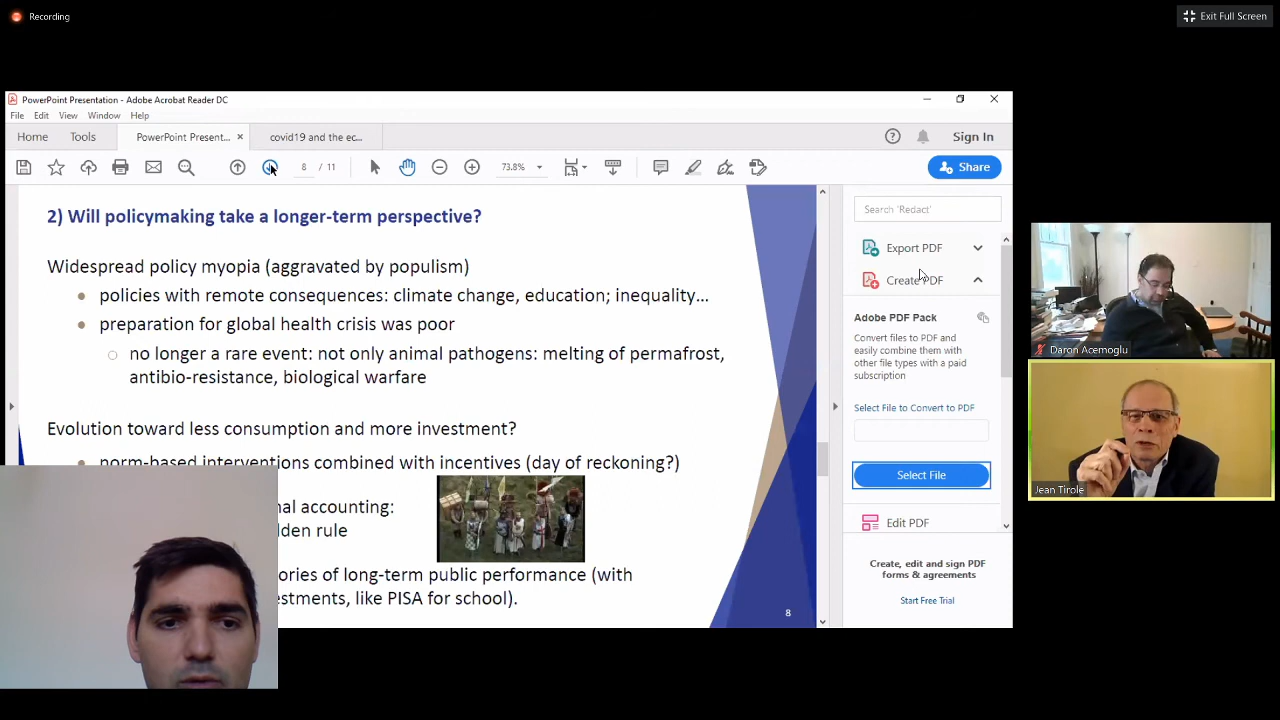 Recording
Exit Full Screen
PowerPoint Presentation - Adobe Acrobat Reader DC
File Edit View Window Help
Home Tools PowerPoint Present... × covid19 and the ec... Sign In
8 / 11 73.8% Share
2) Will policymaking take a longer-term perspective?
Widespread policy myopia (aggravated by populism)
• policies with remote consequences: climate change, education; inequality...
• preparation for global health crisis was poor
○ no longer a rare event: not only animal pathogens: melting of permafrost,
antibio-resistance, biological warfare
Evolution toward less consumption and more investment?
norm-based interventions combined with incentives (day of reckoning?)
nal accounting:
lden rule
ories of long-term public performance (with
estments, like PISA for school).
8
Search 'Redact'
Export PDF
Create PDF
Adobe PDF Pack
Convert files to PDF and
easily combine them with
other file types with a paid
subscription
Select File to Convert to PDF
Select File
Edit PDF
Create, edit and sign PDF
forms & agreements
Start Free Trial
Daron Acemoglu
Jean Tirole